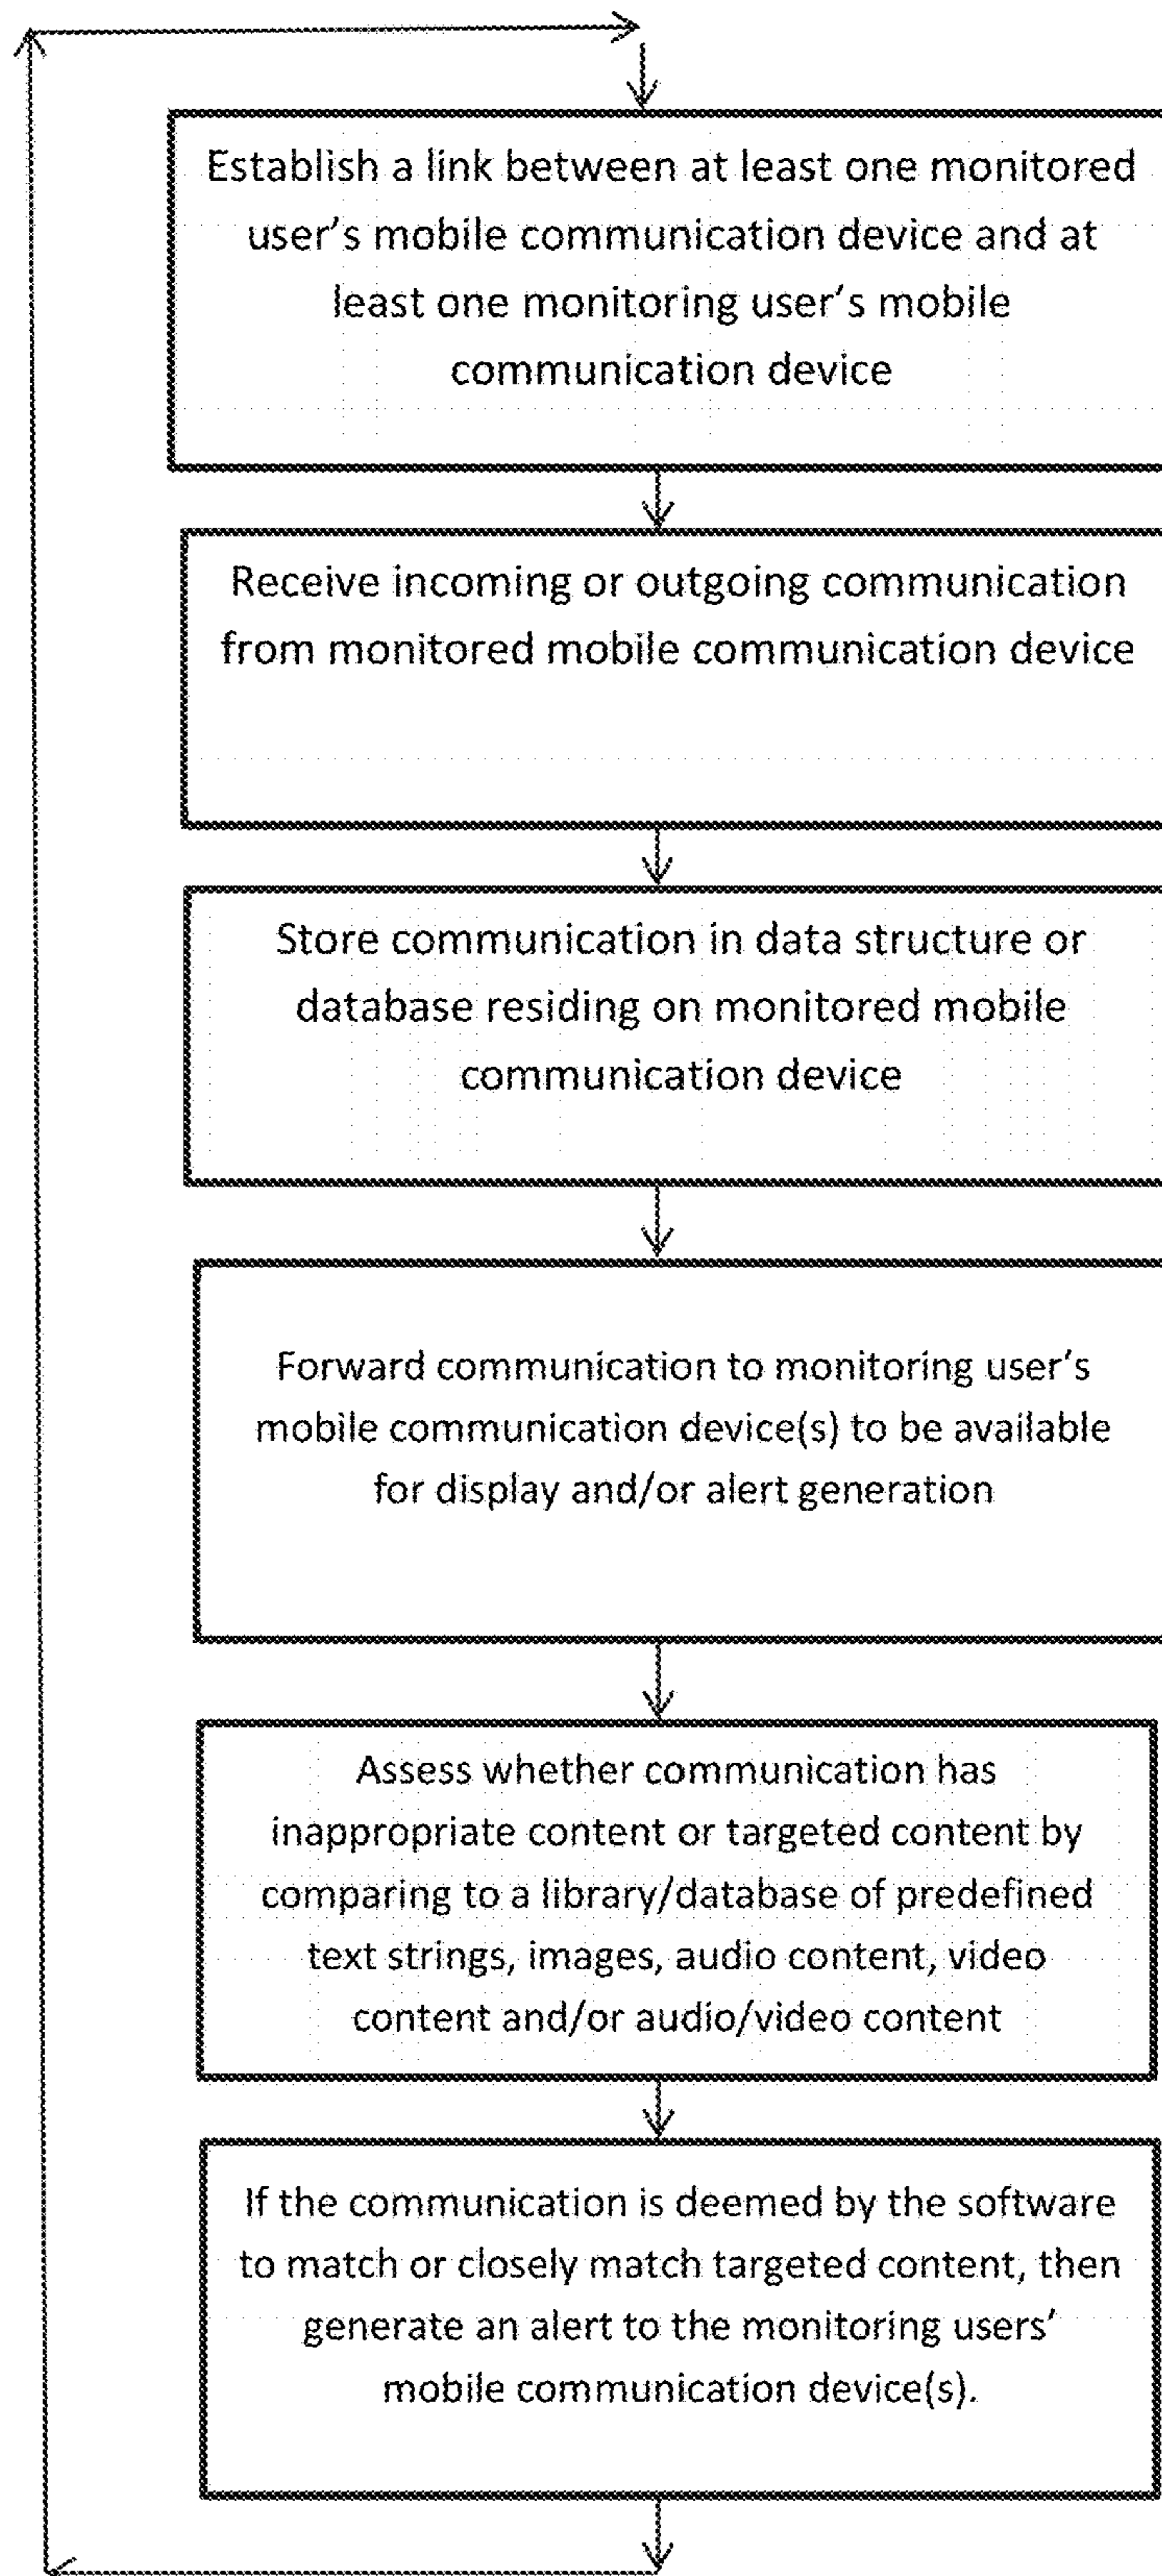 Establish a link between at least one monitored
user's mobile communication device and at
least one monitoring user's mobile
communication device
Receive incoming or outgoing communication
from monitored mobile communication device
Store communication in data structure or
database residing on monitored mobile
communication device
Forward communication to monitoring user's
mobile communication device(s) to be available
for display and/or alert generation
Assess whether communication has
inappropriate content or targeted content by
comparing to a library/database of predefined
text strings, images, audio content, video
content and/or audio/video content
If the communication is deemed by the software
to match or closely match targeted content, then
generate an alert to the monitoring users'
mobile communication device(s).